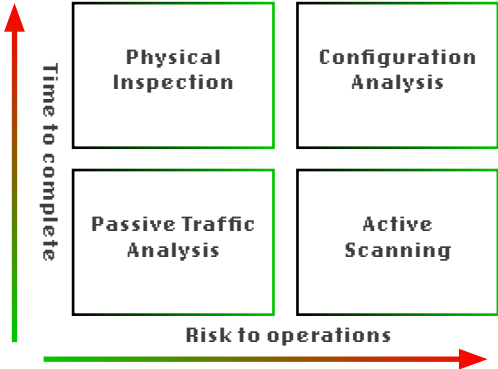 Physical
Inspection
Configuration
Analysis
Time to complete
Passive Traffic
Analysis
Active
Scanning
Risk to operations